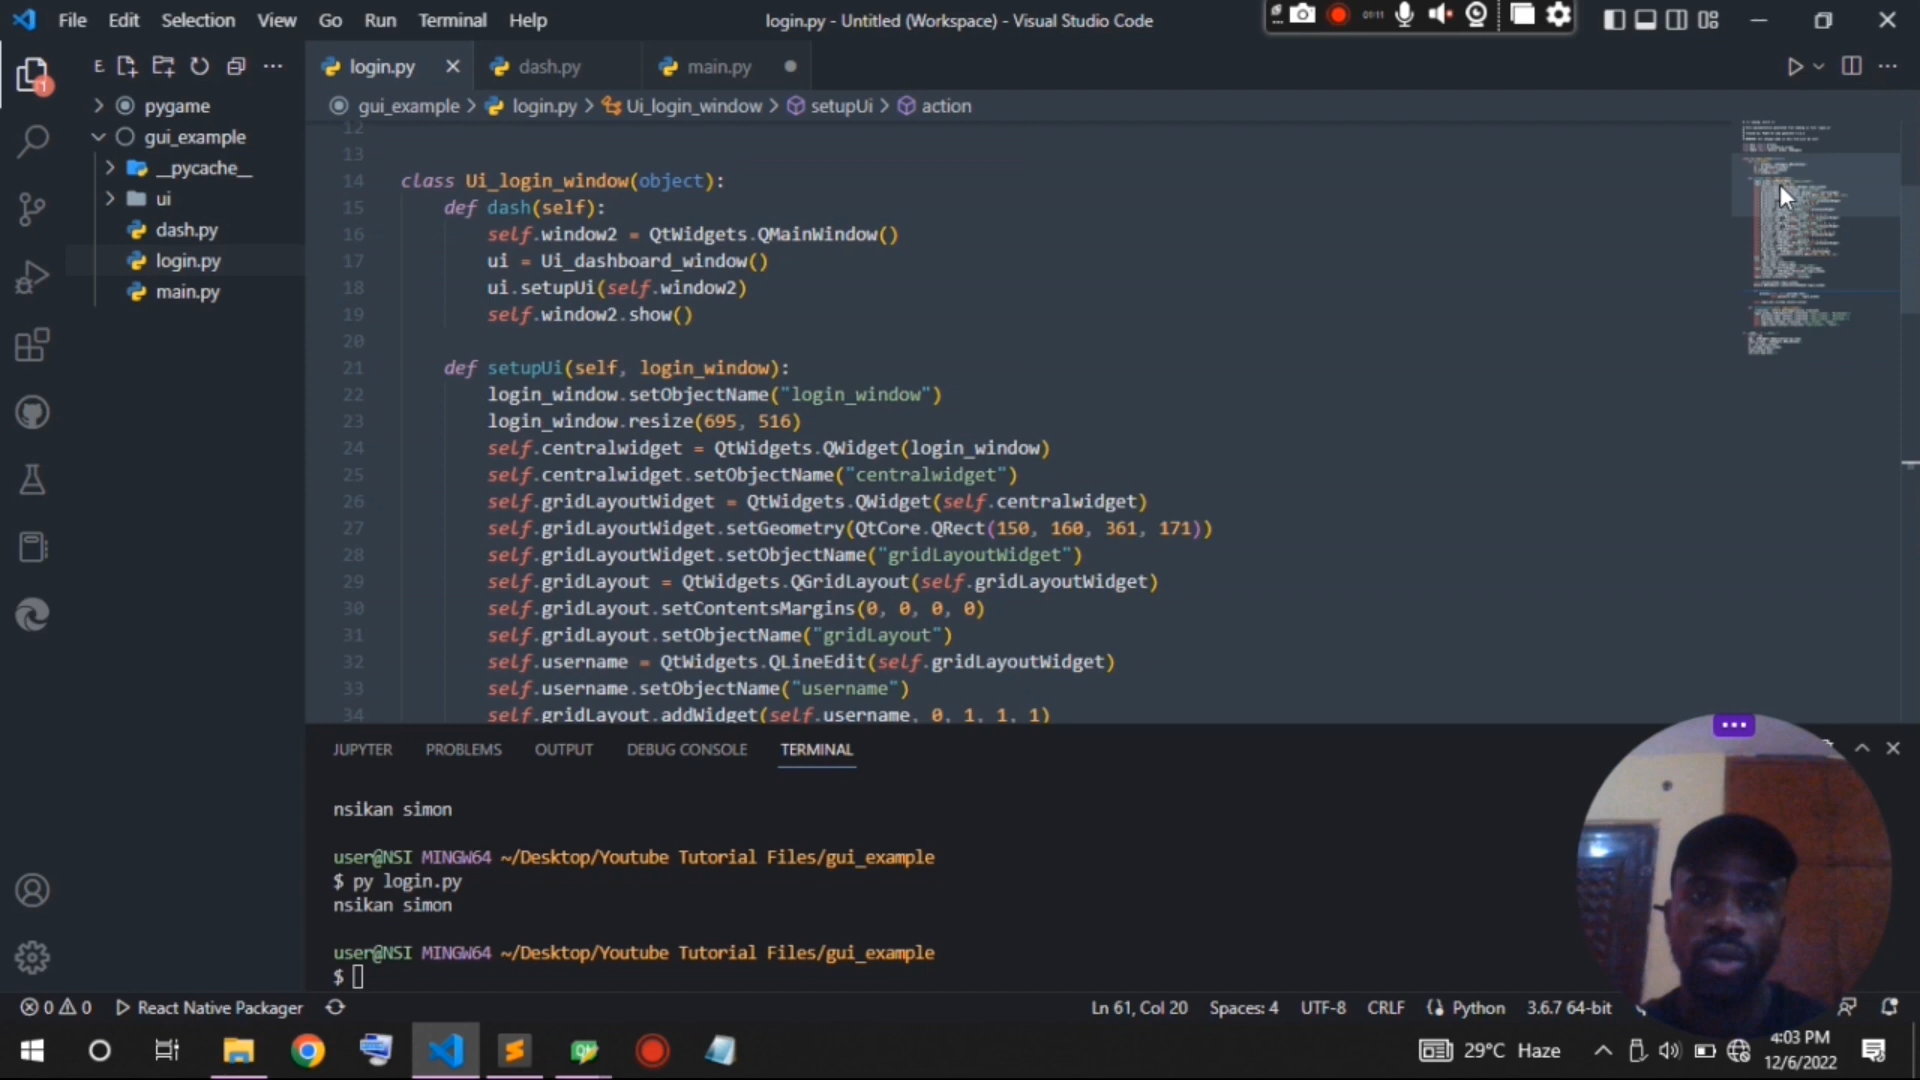 File Edit Selection View Go Run Terminal Help
login.py - Untitled (Workspace) - Visual Studio Code
01:11
E
1
login.py
dash.py
main.py
gui_example > login.py > Ui_login_window > setupUi > action
pygame
gui_example
__pycache__
ui
dash.py
login.py
main.py
12
13
14 class Ui_login_window(object):
15 def dash(self):
16 self.window2 = QtWidgets.QMainWindow()
17 ui = Ui_dashboard_window()
18 ui.setupUi(self.window2)
19 self.window2.show()
20
21 def setupUi(self, login_window):
22 login_window.setObjectName("login_window")
23 login_window.resize(695, 516)
24 self.centralwidget = QtWidgets.QWidget(login_window)
25 self.centralwidget.setObjectName("centralwidget")
26 self.gridLayoutWidget = QtWidgets.QWidget(self.centralwidget)
27 self.gridLayoutWidget.setGeometry(QtCore.QRect(150, 160, 361, 171))
28 self.gridLayoutWidget.setObjectName("gridLayoutWidget")
29 self.gridLayout = QtWidgets.QGridLayout(self.gridLayoutWidget)
30 self.gridLayout.setContentsMargins(0, 0, 0, 0)
31 self.gridLayout.setObjectName("gridLayout")
32 self.username = QtWidgets.QLineEdit(self.gridLayoutWidget)
33 self.username.setObjectName("username")
34 self.gridLayout.addWidget(self.username, 0, 1, 1, 1)
JUPYTER PROBLEMS OUTPUT DEBUG CONSOLE TERMINAL
nsikan simon
user@NSI MINGW64 ~/Desktop/Youtube Tutorial Files/gui_example
$ py login.py
nsikan simon
user@NSI MINGW64 ~/Desktop/Youtube Tutorial Files/gui_example
$
0 0 React Native Packager
Ln 61, Col 20 Spaces: 4 UTF-8 CRLF Python 3.6.7 64-bit
29°C Haze
4:03 PM
12/6/2022